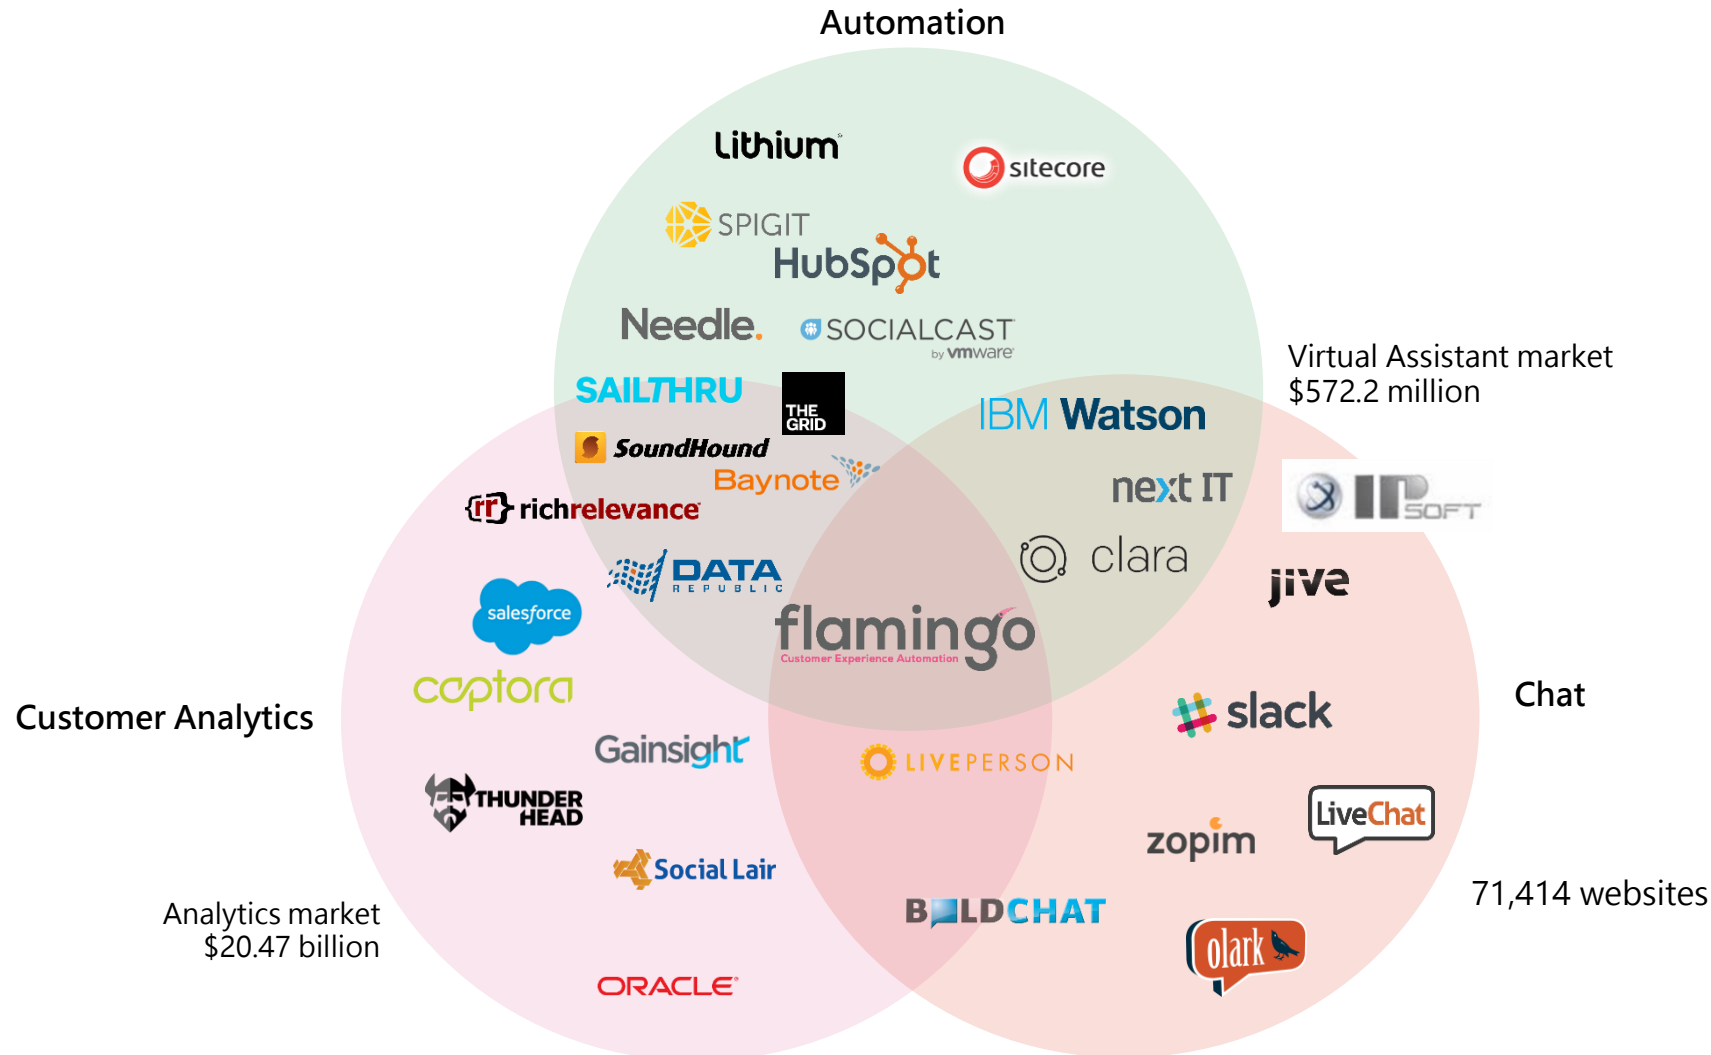 Automation
Lithium
sitecore
SPIGIT
HubSpot
Needle.
SOCIALCAST
by vmware
Virtual Assistant market
$572.2 million
SAILTHRU
THE
GRID
IBM Watson
SoundHound
Baynote
next IT
IPSOFT
{rr} richrelevance
clara
DATA
REPUBLIC
jive
salesforce
flamingo
Customer Experience Automation
captora
Customer Analytics
Chat
slack
Gainsight
LIVEPERSON
THUNDER
HEAD
LiveChat
zopim
Social Lair
71,414 websites
Analytics market
$20.47 billion
BOLDCHAT
olark
ORACLE